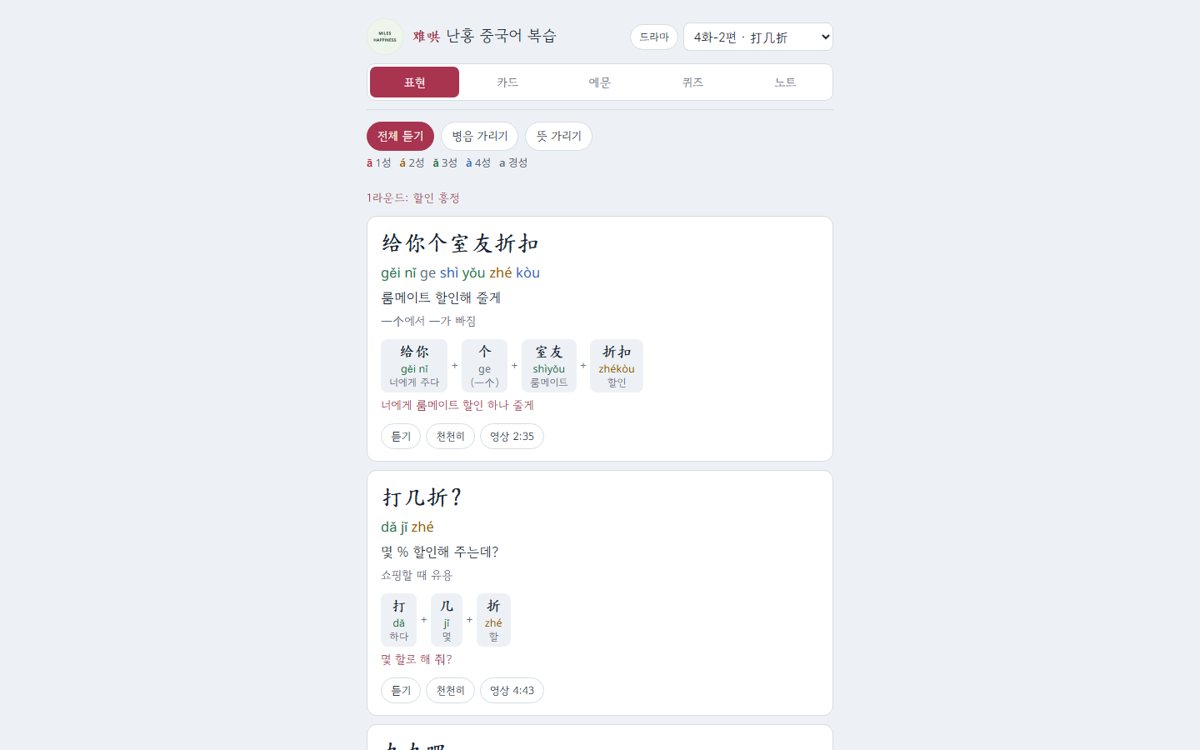 MILES
HAPPINESS
难哄 난홍 중국어 복습
드라마
4화-2편 · 打几折
표현 카드 예문 퀴즈 노트
전체 듣기 병음 가리기 뜻 가리기
ā 1성 á 2성 ǎ 3성 à 4성 a 경성
1라운드: 할인 흥정
给你个室友折扣
gěi nǐ ge shì yǒu zhé kòu
룸메이트 할인해 줄게
一个에서 一가 빠짐
给你 + 个 + 室友 + 折扣
gěi nǐ ge shìyǒu zhékòu
너에게 주다 (一个) 룸메이트 할인
너에게 룸메이트 할인 하나 줄게
듣기 천천히 영상 2:35
打几折?
dǎ jǐ zhé
몇 % 할인해 주는데?
쇼핑할 때 유용
打 + 几 + 折
dǎ jǐ zhé
하다 몇 할
몇 할로 해 줘?
듣기 천천히 영상 4:43